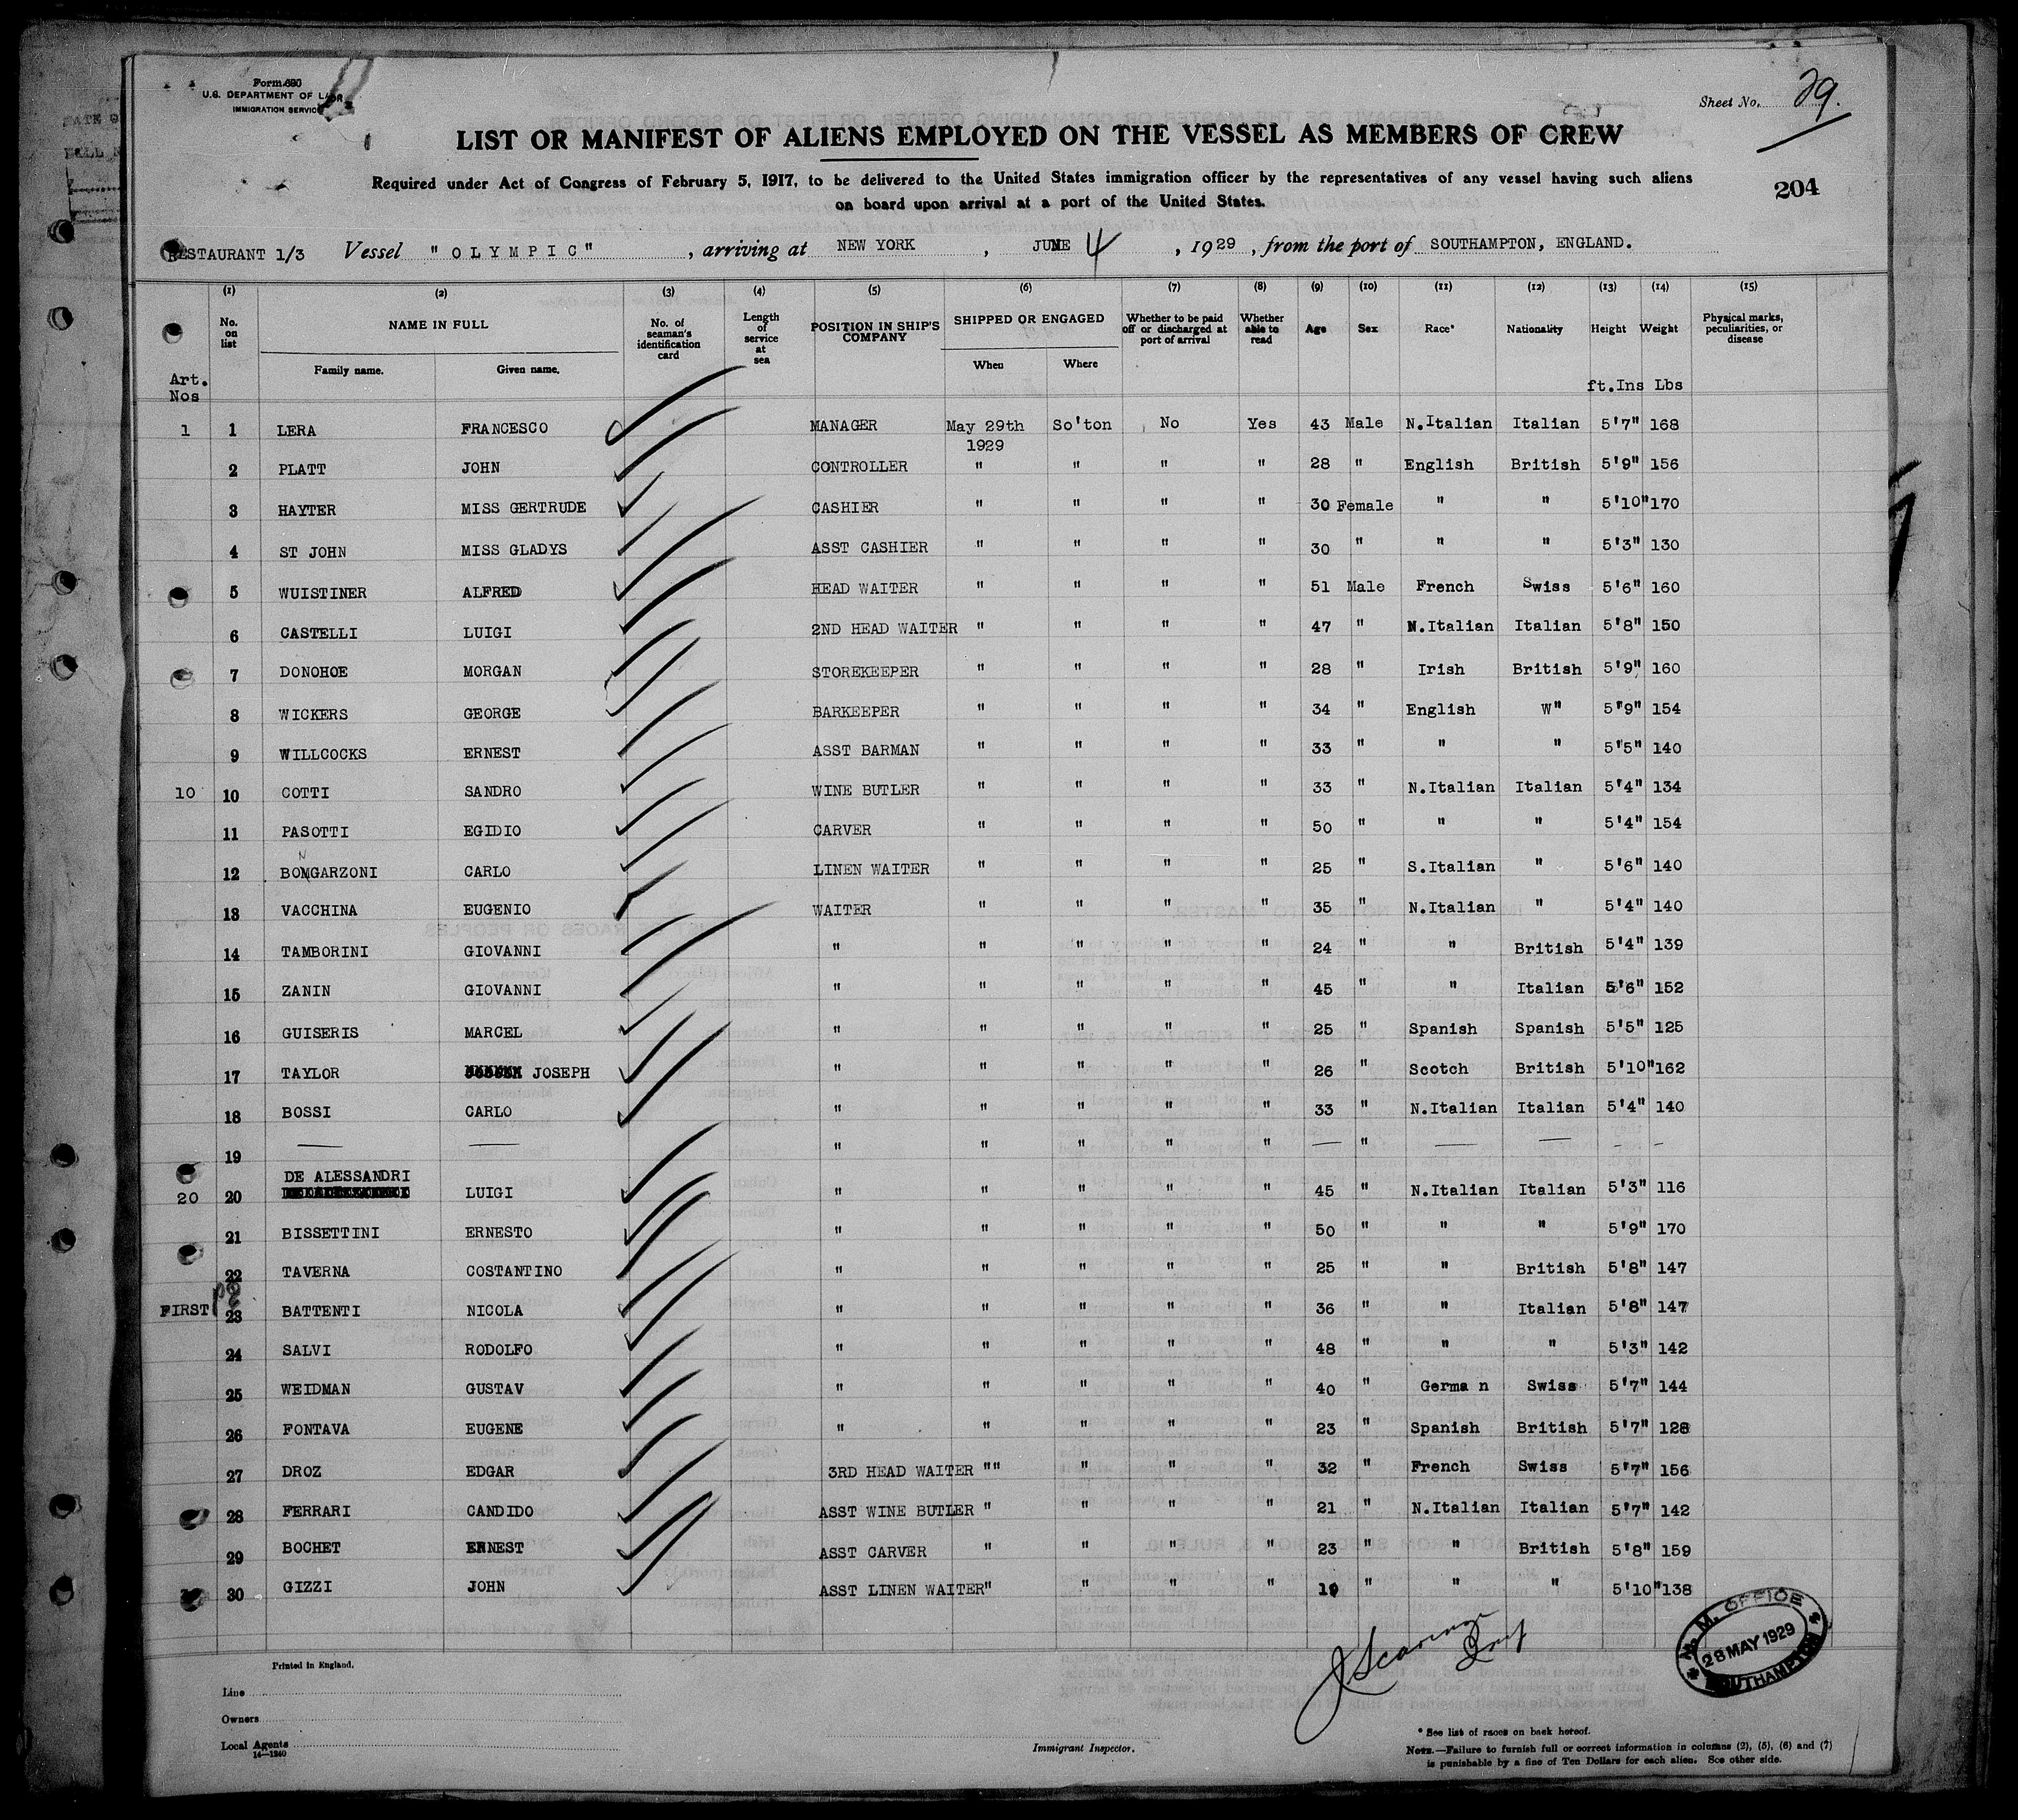 Form 680
U.S. DEPARTMENT OF LABOR
IMMIGRATION SERVICE
Sheet No. 29.
LIST OR MANIFEST OF ALIENS EMPLOYED ON THE VESSEL AS MEMBERS OF CREW
Required under Act of Congress of February 5, 1917, to be delivered to the United States immigration officer by the representatives of any vessel having such aliens
on board upon arrival at a port of the United States.
204
RESTAURANT 1/3 Vessel "OLYMPIC", arriving at NEW YORK, JUNE 4, 1929, from the port of SOUTHAMPTON, ENGLAND.
(1) (2) (3) (4) (5) (6) (7) (8) (9) (10) (11) (12) (13) (14) (15)
No. on list NAME IN FULL No. of seaman's identification card Length of service at sea POSITION IN SHIP'S COMPANY SHIPPED OR ENGAGED Whether to be paid off or discharged at port of arrival Whether able to read Age Sex Race* Nationality Height Weight Physical marks, peculiarities, or disease
Family name. Given name. When Where
Art. Nos ft.Ins Lbs
1 1 LERA FRANCESCO MANAGER May 29th 1929 So'ton No Yes 43 Male N.Italian Italian 5'7" 168
2 PLATT JOHN CONTROLLER " " " " 28 " English British 5'9" 156
3 HAYTER MISS GERTRUDE CASHIER " " " " 30 Female " " 5'10" 170
4 ST JOHN MISS GLADYS ASST CASHIER " " " " 30 " " " 5'3" 130
5 WUISTINER ALFRED HEAD WAITER " " " " 51 Male French Swiss 5'6" 160
6 CASTELLI LUIGI 2ND HEAD WAITER " " " " 47 " N.Italian Italian 5'8" 150
7 DONOHOE MORGAN STOREKEEPER " " " " 28 " Irish British 5'9" 160
8 WICKERS GEORGE BARKEEPER " " " " 34 " English W" 5'9" 154
9 WILLCOCKS ERNEST ASST BARMAN " " " " 33 " " " 5'5" 140
10 10 COTTI SANDRO WINE BUTLER " " " " 33 " N.Italian Italian 5'4" 134
11 PASOTTI EGIDIO CARVER " " " " 50 " " " 5'4" 154
12 BONGARZONI CARLO LINEN WAITER " " " " 25 " S.Italian " 5'6" 140
13 VACCHINA EUGENIO WAITER " " " " 35 " N.Italian " 5'4" 140
14 TAMBORINI GIOVANNI " " " " " 24 " " British 5'4" 139
15 ZANIN GIOVANNI " " " " " 45 " " Italian 5'6" 152
16 GUISERIS MARCEL " " " " " 25 " Spanish Spanish 5'5" 125
17 TAYLOR JOSEPH " " " " " 26 " Scotch British 5'10" 162
18 BOSSI CARLO " " " " " 33 " N.Italian Italian 5'4" 140
19 — — " " " " " — " — — — —
20 20 DE ALESSANDRI LUIGI " " " " " 45 " N.Italian Italian 5'3" 116
21 BISSETTINI ERNESTO " " " " " 50 " " " 5'9" 170
22 TAVERNA COSTANTINO " " " " " 25 " " British 5'8" 147
FIRST 23 BATTENTI NICOLA " " " " " 36 " " Italian 5'8" 147
24 SALVI RODOLFO " " " " " 48 " " " 5'3" 142
25 WEIDMAN GUSTAV " " " " " 40 " Germa n Swiss 5'7" 144
26 FONTAVA EUGENE " " " " " 23 " Spanish British 5'7" 128
27 DROZ EDGAR 3RD HEAD WAITER "" " " " 32 " French Swiss 5'7" 156
28 FERRARI CANDIDO ASST WINE BUTLER " " " " 21 " N.Italian Italian 5'7" 142
29 BOCHET ERNEST ASST CARVER " " " " 23 " " British 5'8" 159
30 GIZZI JOHN ASST LINEN WAITER " " " " 19 " " " 5'10" 138
M.M. OFFICE
28 MAY 1929
SOUTHAMPTON
Printed in England.
Line
Owners
Local Agents
14—1240
Immigrant Inspector.
* See list of races on back hereof.
NOTE.—Failure to furnish full or correct information in columns (2), (5), (6) and (7)
is punishable by a fine of Ten Dollars for each alien. See other side.